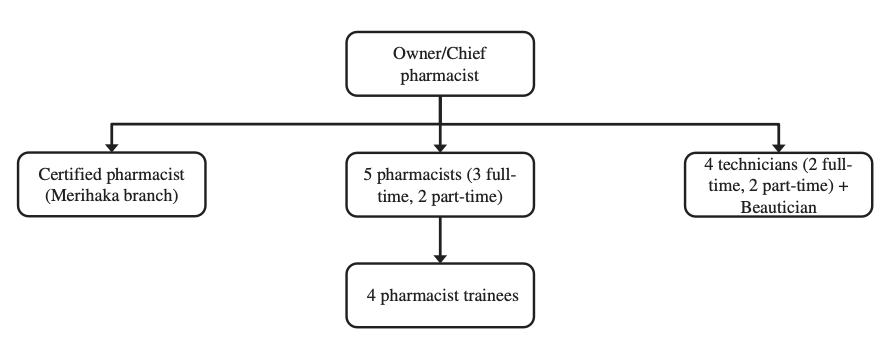 Owner/Chief
pharmacist
Certified pharmacist
(Merihaka branch)
5 pharmacists (3 full-
time, 2 part-time)
4 technicians (2 full-
time, 2 part-time) +
Beautician
4 pharmacist trainees